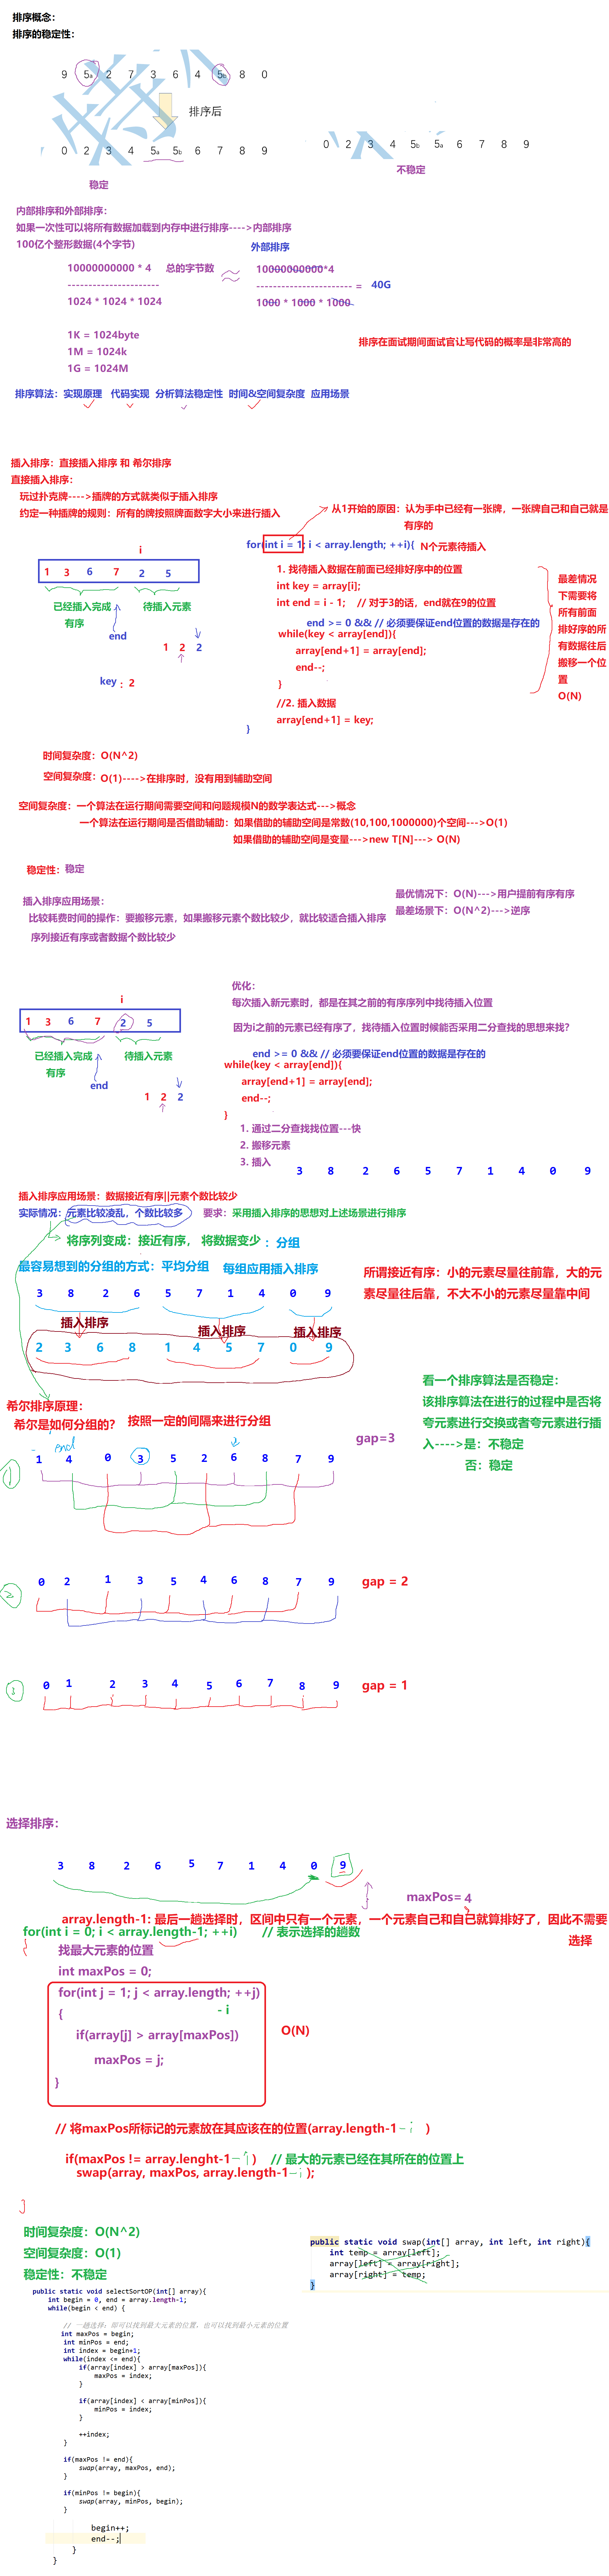 排序概念：
排序的稳定性：
9 5a 2 7 3 6 4 5b 8 0
排序后
0 2 3 4 5a 5b 6 7 8 9
0 2 3 4 5b 5a 6 7 8 9
稳定
不稳定
内部排序和外部排序：
如果一次性可以将所有数据加载到内存中进行排序---->内部排序
100亿个整形数据(4个字节)
外部排序
10000000000 * 4 总的字节数
----------------------
1024 * 1024 * 1024
≈
10000000000*4
----------------------- = 40G
1000 * 1000 * 1000
1K = 1024byte
1M = 1024k
1G = 1024M
排序在面试期间面试官让写代码的概率是非常高的
排序算法：实现原理 代码实现 分析算法稳定性 时间&空间复杂度 应用场景
插入排序：直接插入排序 和 希尔排序
直接插入排序：
玩过扑克牌---->插牌的方式就类似于插入排序
约定一种插牌的规则：所有的牌按照牌面数字大小来进行插入
从1开始的原因：认为手中已经有一张牌，一张牌自己和自己就是
有序的
i
1 3 6 7 2 5
已经插入完成
有序
待插入元素
end
1 2 2
key：2
for(int i = 1; i < array.length; ++i){ N个元素待插入
1. 找待插入数据在前面已经排好序中的位置
int key = array[i];
int end = i - 1; // 对于3的话，end就在9的位置
end >= 0 && // 必须要保证end位置的数据是存在的
while(key < array[end]){
array[end+1] = array[end];
end--;
}
//2. 插入数据
array[end+1] = key;
}
最差情况
下需要将
所有前面
排好序的所
有数据往后
搬移一个位
置
O(N)
时间复杂度：O(N^2)
空间复杂度：O(1)---->在排序时，没有用到辅助空间
空间复杂度：一个算法在运行期间需要空间和问题规模N的数学表达式--->概念
一个算法在运行期间是否借助辅助：如果借助的辅助空间是常数(10,100,1000000)个空间--->O(1)
如果借助的辅助空间是变量--->new T[N]---> O(N)
稳定性：稳定
插入排序应用场景：
比较耗费时间的操作：要搬移元素，如果搬移元素个数比较少，就比较适合插入排序
序列接近有序或者数据个数比较少
最优情况下：O(N)--->用户提前有序有序
最差场景下：O(N^2)--->逆序
i
1 3 6 7 2 5
已经插入完成
有序
待插入元素
end
1 2 2
优化：
每次插入新元素时，都是在其之前的有序序列中找待插入位置
因为i之前的元素已经有序了，找待插入位置时候能否采用二分查找的思想来找？
end >= 0 && // 必须要保证end位置的数据是存在的
while(key < array[end]){
array[end+1] = array[end];
end--;
}
1. 通过二分查找找位置---快
2. 搬移元素
3. 插入
3 8 2 6 5 7 1 4 0 9
插入排序应用场景：数据接近有序||元素个数比较少
实际情况：元素比较凌乱，个数比较多 要求：采用插入排序的思想对上述场景进行排序
将序列变成：接近有序， 将数据变少 ：分组
最容易想到的分组的方式：平均分组 每组应用插入排序
3 8 2 6 5 7 1 4 0 9
插入排序 插入排序 插入排序
2 3 6 8 1 4 5 7 0 9
所谓接近有序：小的元素尽量往前靠，大的元
素尽量往后靠，不大不小的元素尽量靠中间
希尔排序原理：
希尔是如何分组的？ 按照一定的间隔来进行分组
看一个排序算法是否稳定：
该排序算法在进行的过程中是否将
夸元素进行交换或者夸元素进行插
入---->是：不稳定
否：稳定
end
1
1 4 0 3 5 2 6 8 7 9
gap=3
2
0 2 1 3 5 4 6 8 7 9
gap = 2
3
0 1 2 3 4 5 6 7 8 9
gap = 1
选择排序：
3 8 2 6 5 7 1 4 0 9
j
maxPos= 4
array.length-1: 最后一趟选择时，区间中只有一个元素，一个元素自己和自己就算排好了，因此不需要
选择
for(int i = 0; i < array.length-1; ++i) // 表示选择的趟数
{
找最大元素的位置
int maxPos = 0;
for(int j = 1; j < array.length; ++j)
- i
{
if(array[j] > array[maxPos])
maxPos = j;
}
O(N)
// 将maxPos所标记的元素放在其应该在的位置(array.length-1-i )
if(maxPos != array.lenght-1-i) // 最大的元素已经在其所在的位置上
swap(array, maxPos, array.length-1-i);
}
时间复杂度：O(N^2)
空间复杂度：O(1)
稳定性：不稳定
public static void swap(int[] array, int left, int right){
int temp = array[left];
array[left] = array[right];
array[right] = temp;
}
public static void selectSortOP(int[] array){
int begin = 0, end = array.length-1;
while(begin < end) {
// 一趟选择：即可以找到最大元素的位置，也可以找到最小元素的位置
int maxPos = begin;
int minPos = end;
int index = begin+1;
while(index <= end){
if(array[index] > array[maxPos]){
maxPos = index;
}
if(array[index] < array[minPos]){
minPos = index;
}
++index;
}
if(maxPos != end){
swap(array, maxPos, end);
}
if(minPos != begin){
swap(array, minPos, begin);
}
begin++;
end--;
}
}